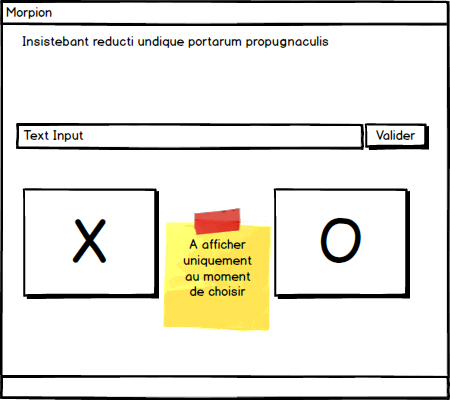 Morpion
Insistebant reducti undique portarum propugnaculis
Text Input
Valider
X
A afficher
uniquement
au moment
de choisir
O